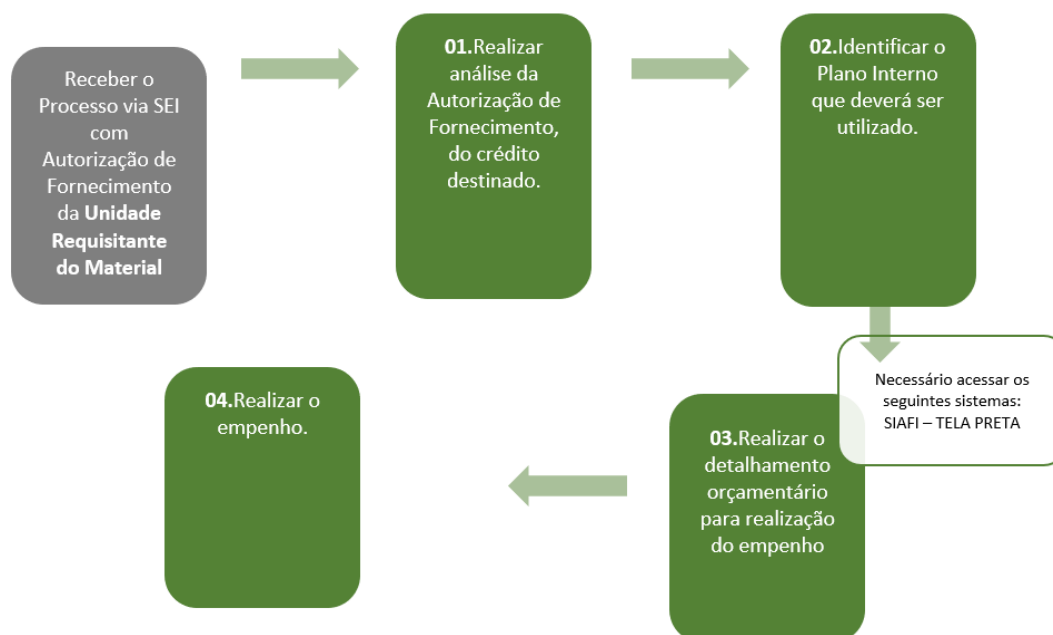 Receber o
Processo via SEI
com
Autorização de
Fornecimento
da Unidade
Requisitante
do Material
01.Realizar
análise da
Autorização de
Fornecimento,
do crédito
destinado.
02.Identificar o
Plano Interno
que deverá ser
utilizado.
Necessário acessar os
seguintes sistemas:
SIAFI – TELA PRETA
03.Realizar o
detalhamento
orçamentário
para realização
do empenho
04.Realizar o
empenho.